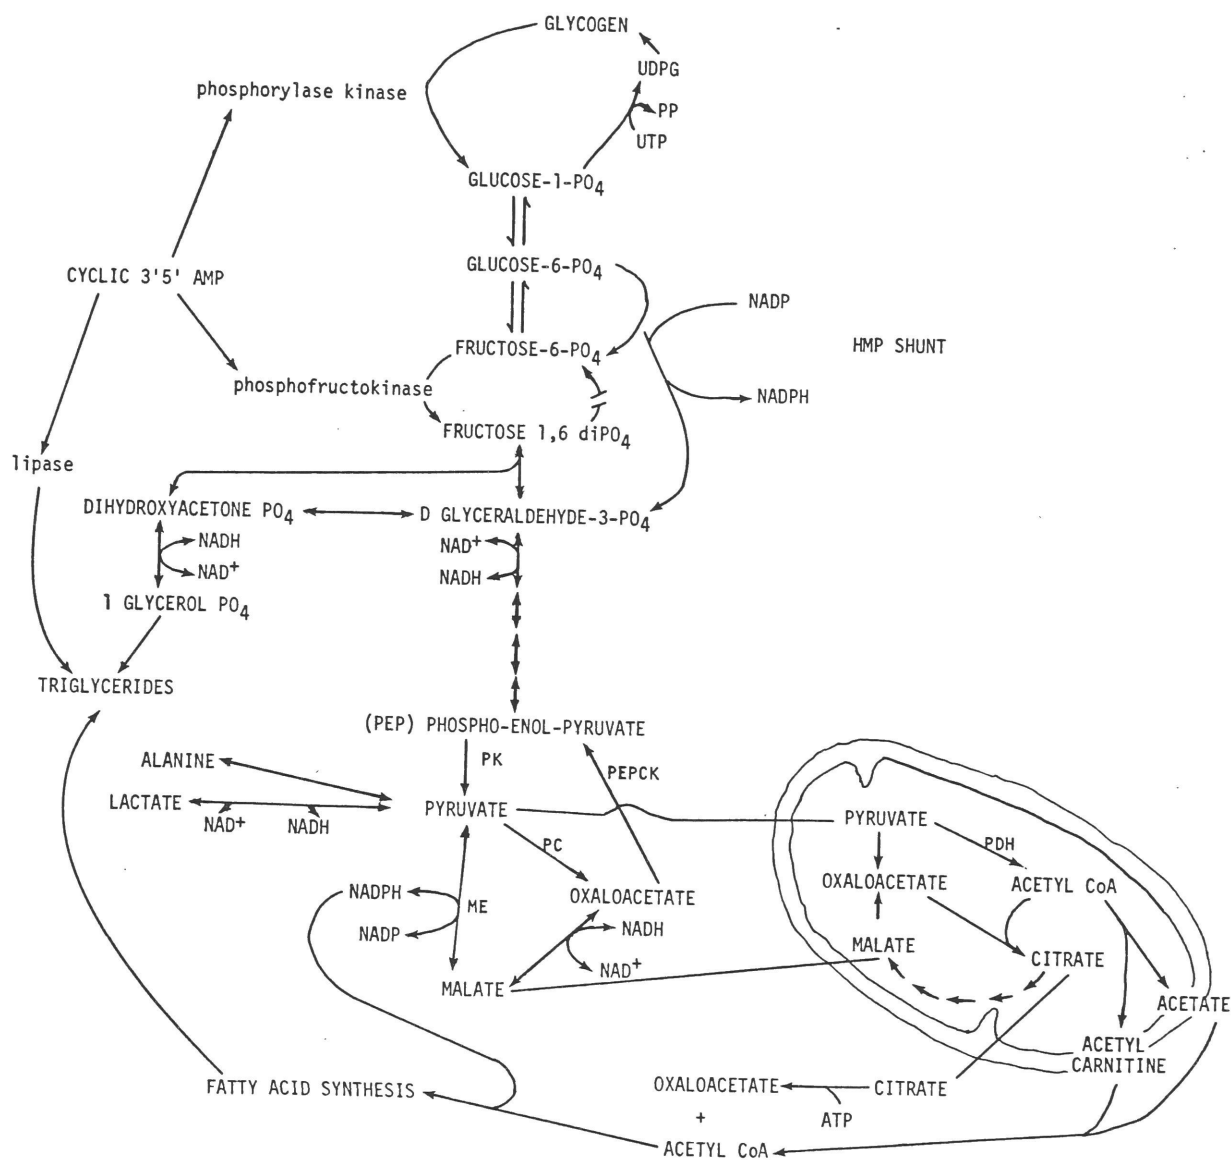 GLYCOGEN
UDPG
phosphorylase kinase
PP
UTP
GLUCOSE-1-PO4
CYCLIC 3'5' AMP
GLUCOSE-6-PO4
NADP
HMP SHUNT
FRUCTOSE-6-PO4
phosphofructokinase
NADPH
FRUCTOSE 1,6 diPO4
lipase
DIHYDROXYACETONE PO4
D GLYCERALDEHYDE-3-PO4
NADH
NAD+
NAD+
NADH
l GLYCEROL PO4
TRIGLYCERIDES
(PEP) PHOSPHO-ENOL-PYRUVATE
PK
PEPCK
ALANINE
LACTATE
NAD+
NADH
PYRUVATE
PC
PYRUVATE
PDH
NADPH
ME
NADP
OXALOACETATE
NADH
NAD+
MALATE
OXALOACETATE
ACETYL CoA
MALATE
CITRATE
ACETATE
ACETYL
CARNITINE
FATTY ACID SYNTHESIS
OXALOACETATE
CITRATE
+
ATP
ACETYL CoA